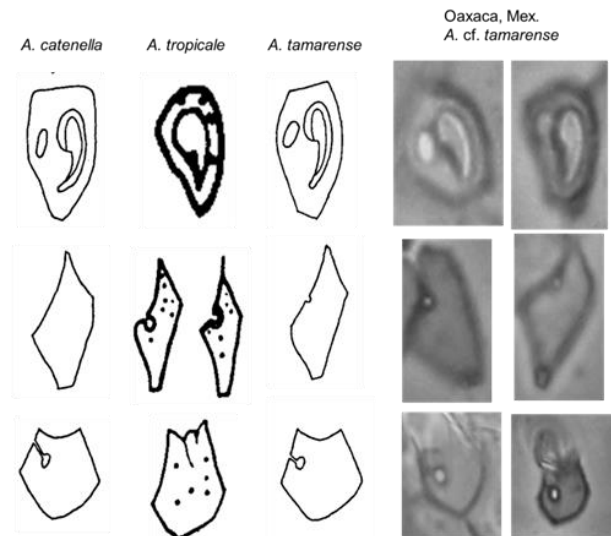 Oaxaca, Mex.
A. catenella A. tropicale A. tamarense A. cf. tamarense